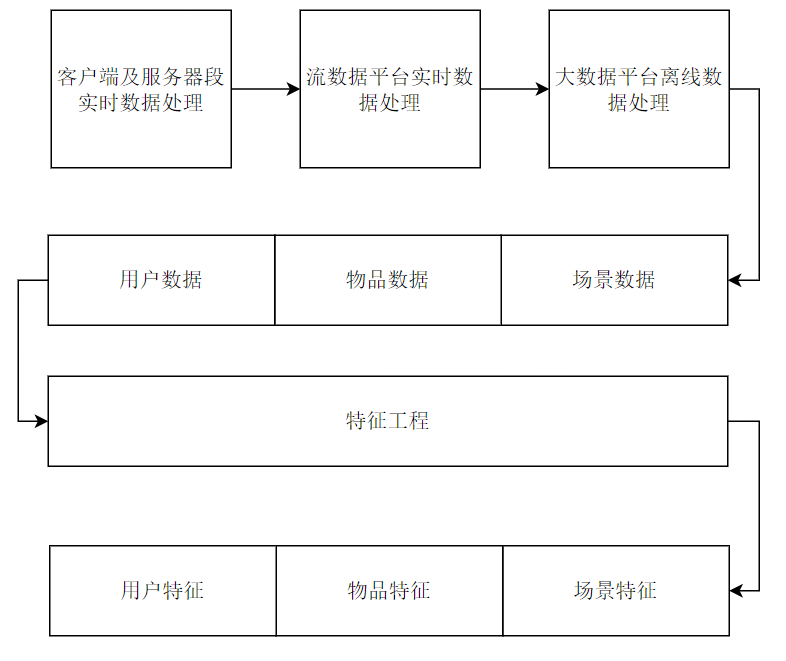 客户端及服务器段
实时数据处理
流数据平台实时数
据处理
大数据平台离线数
据处理
用户数据
物品数据
场景数据
特征工程
用户特征
物品特征
场景特征